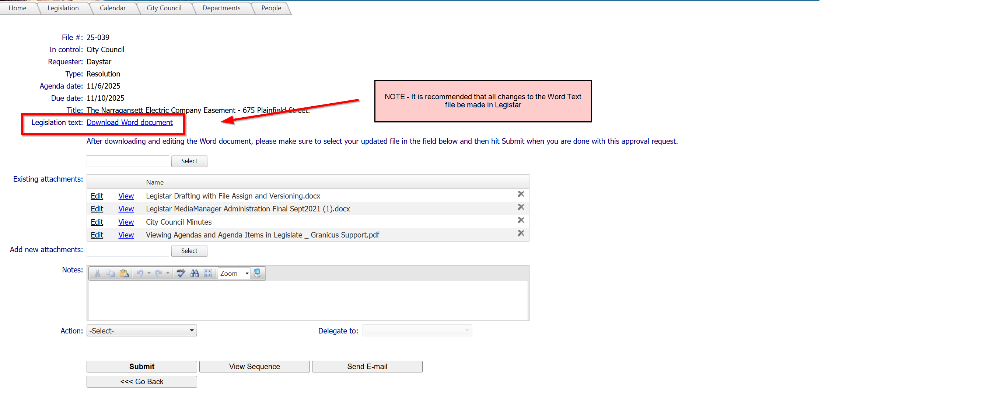 Home Legislation Calendar City Council Departments People
File #: 25-039
In control: City Council
Requester: Daystar
Type: Resolution
Agenda date: 11/6/2025
Due date: 11/10/2025
Title: The Narragansett Electric Company Easement - 675 Plainfield Street.
Legislation text: Download Word document
NOTE - It is recommended that all changes to the Word Text
file be made in Legistar
After downloading and editing the Word document, please make sure to select your updated file in the field below and then hit Submit when you are done with this approval request.
Select
Existing attachments:
Name
Edit View Legistar Drafting with File Assign and Versioning.docx
Edit View Legistar MediaManager Administration Final Sept2021 (1).docx
Edit View City Council Minutes
Edit View Viewing Agendas and Agenda Items in Legislate _ Granicus Support.pdf
Add new attachments: Select
Notes:
ABC Zoom
Action: -Select- Delegate to:
Submit View Sequence Send E-mail
<<< Go Back